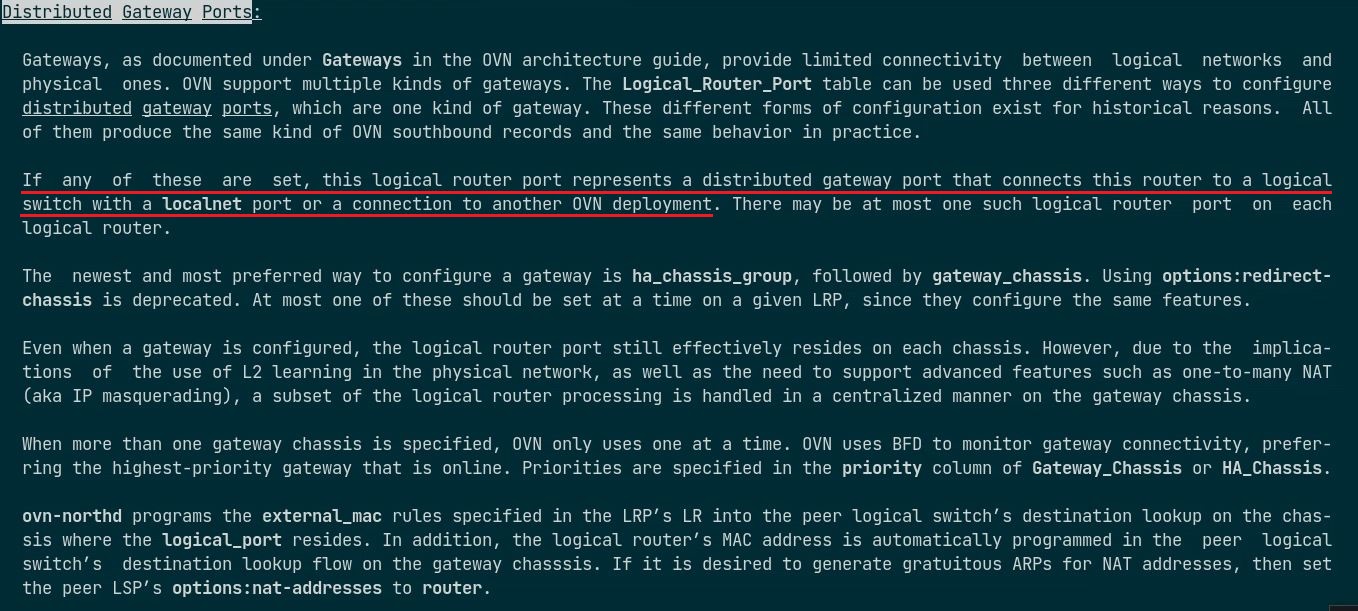 Distributed Gateway Ports:
Gateways, as documented under Gateways in the OVN architecture guide, provide limited connectivity between logical networks and
physical ones. OVN support multiple kinds of gateways. The Logical_Router_Port table can be used three different ways to configure
distributed gateway ports, which are one kind of gateway. These different forms of configuration exist for historical reasons. All
of them produce the same kind of OVN southbound records and the same behavior in practice.
If any of these are set, this logical router port represents a distributed gateway port that connects this router to a logical
switch with a localnet port or a connection to another OVN deployment. There may be at most one such logical router port on each
logical router.
The newest and most preferred way to configure a gateway is ha_chassis_group, followed by gateway_chassis. Using options:redirect-
chassis is deprecated. At most one of these should be set at a time on a given LRP, since they configure the same features.
Even when a gateway is configured, the logical router port still effectively resides on each chassis. However, due to the implica-
tions of the use of L2 learning in the physical network, as well as the need to support advanced features such as one-to-many NAT
(aka IP masquerading), a subset of the logical router processing is handled in a centralized manner on the gateway chassis.
When more than one gateway chassis is specified, OVN only uses one at a time. OVN uses BFD to monitor gateway connectivity, prefer-
ring the highest-priority gateway that is online. Priorities are specified in the priority column of Gateway_Chassis or HA_Chassis.
ovn-northd programs the external_mac rules specified in the LRP's LR into the peer logical switch's destination lookup on the chas-
sis where the logical_port resides. In addition, the logical router's MAC address is automatically programmed in the peer logical
switch's destination lookup flow on the gateway chasssis. If it is desired to generate gratuitous ARPs for NAT addresses, then set
the peer LSP's options:nat-addresses to router.